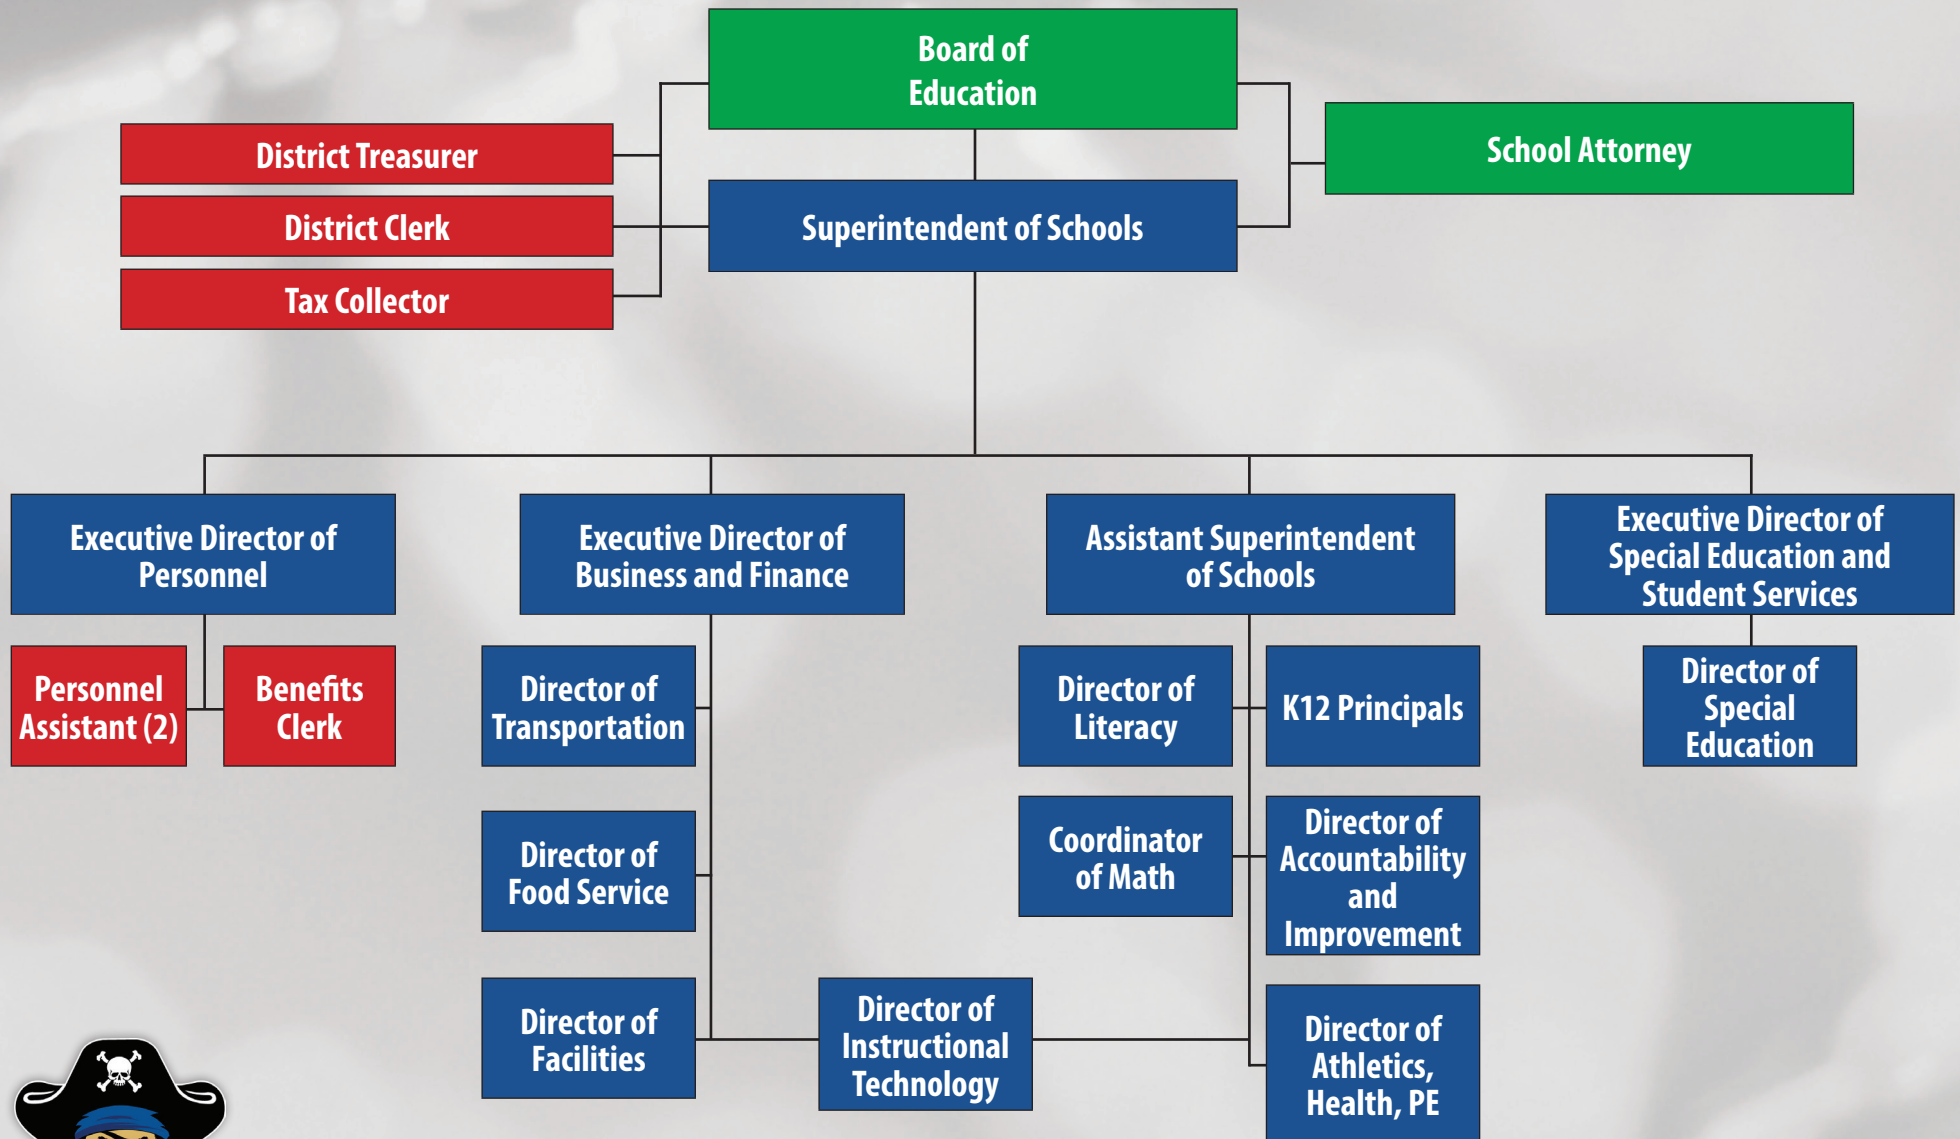 Board of
Education
School Attorney
District Treasurer
District Clerk
Tax Collector
Superintendent of Schools
Executive Director of
Personnel
Executive Director of
Business and Finance
Assistant Superintendent
of Schools
Executive Director of
Special Education and
Student Services
Personnel
Assistant (2)
Benefits
Clerk
Director of
Transportation
Director of
Literacy
K12 Principals
Director of
Special
Education
Director of
Food Service
Coordinator
of Math
Director of
Accountability
and
Improvement
Director of
Facilities
Director of
Instructional
Technology
Director of
Athletics,
Health, PE